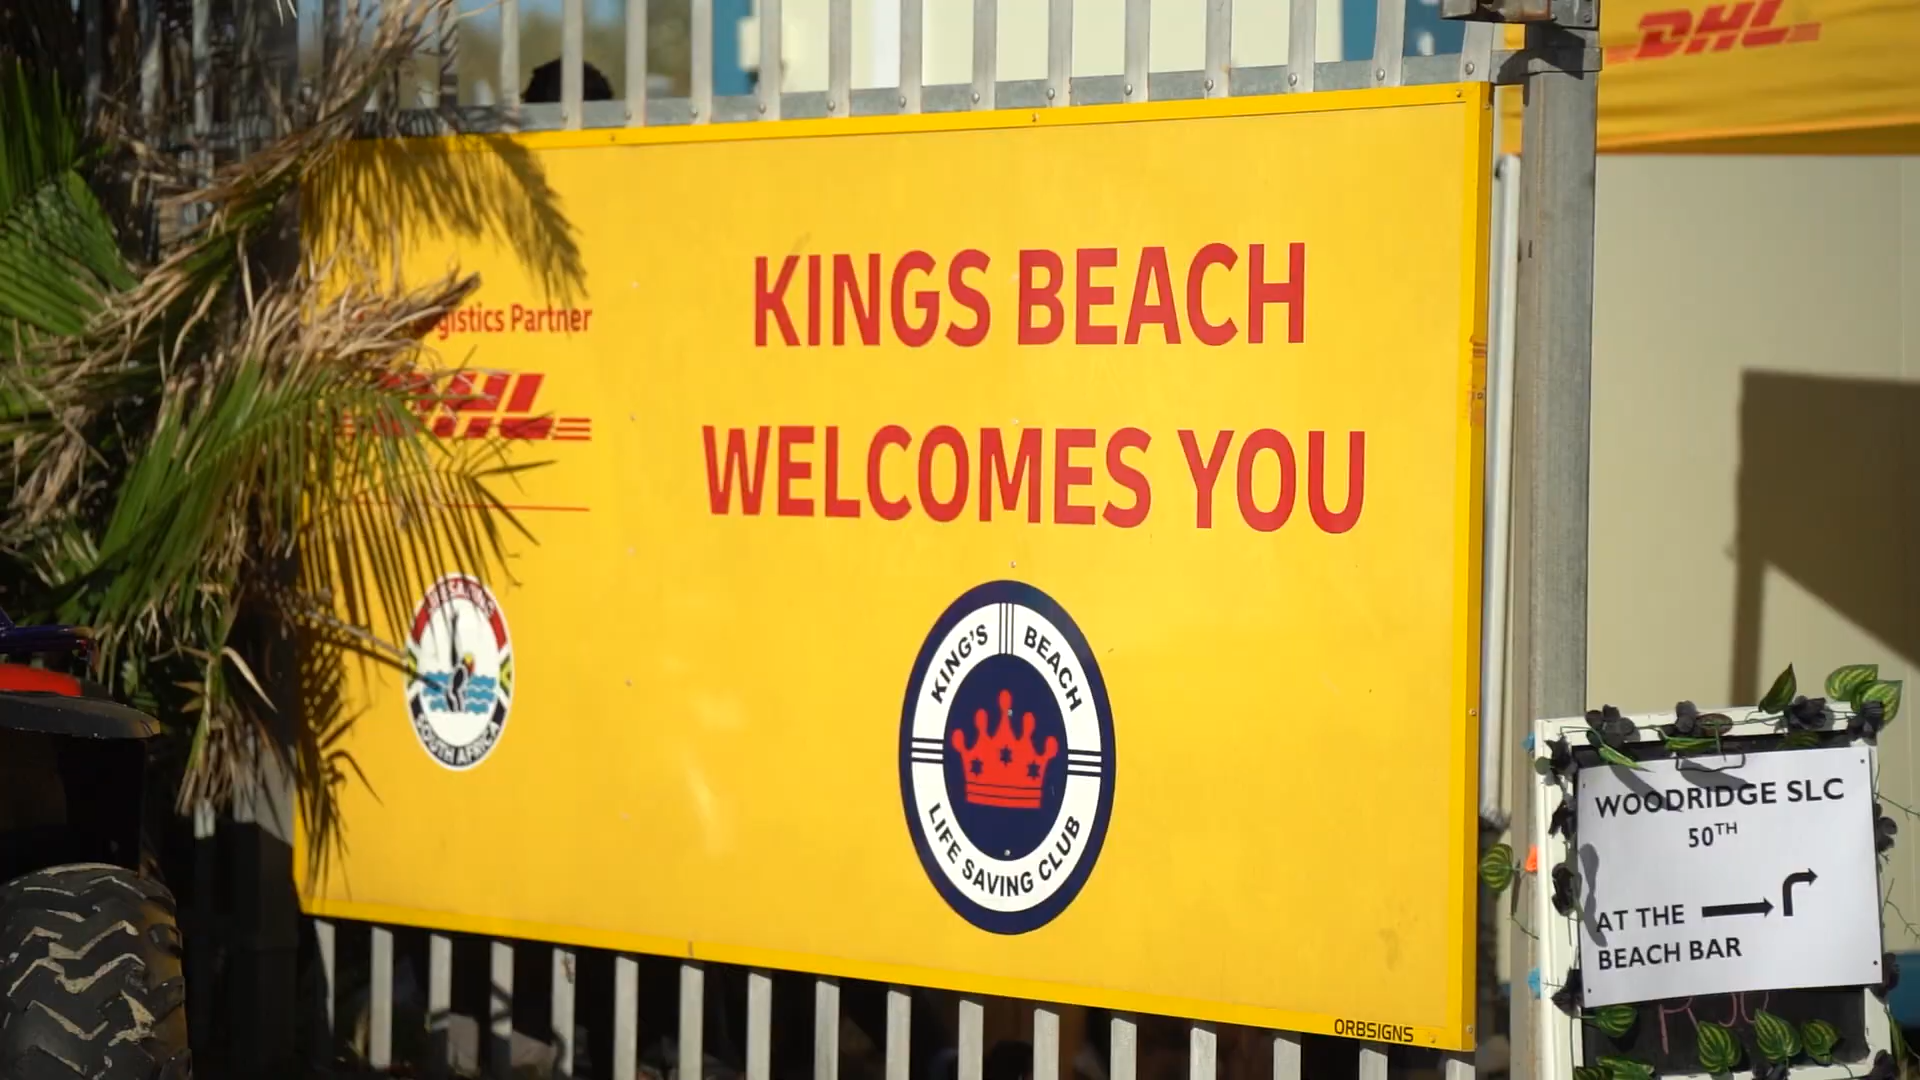 DHL
KINGS BEACH
WELCOMES YOU
Logistics Partner
DHL
SOUTH AFRICA
KING'S BEACH
LIFE SAVING CLUB
ORBSIGNS
WOODRIDGE SLC
50TH
AT THE
BEACH BAR